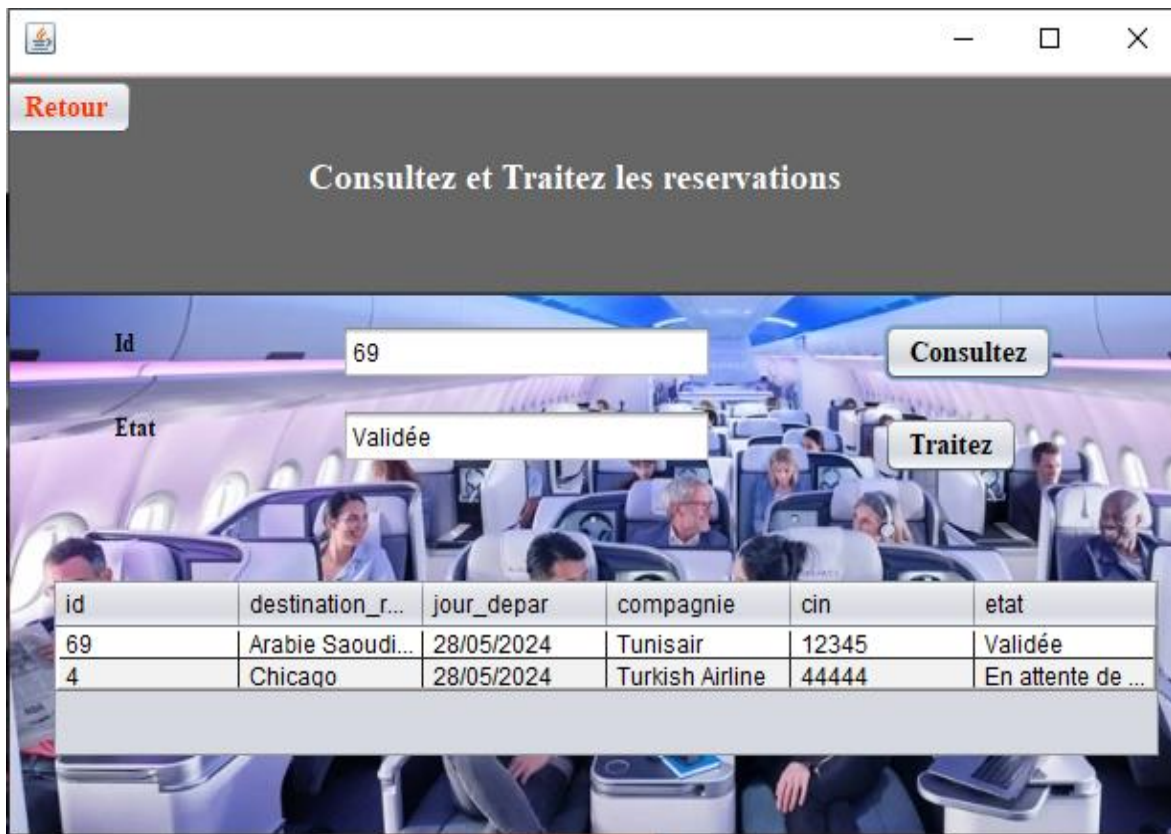 Retour
Consultez et Traitez les reservations
Id 69 Consultez
Etat Validée Traitez
id destination_r... jour_depar compagnie cin etat
69 Arabie Saoudi... 28/05/2024 Tunisair 12345 Validée
4 Chicago 28/05/2024 Turkish Airline 44444 En attente de ...